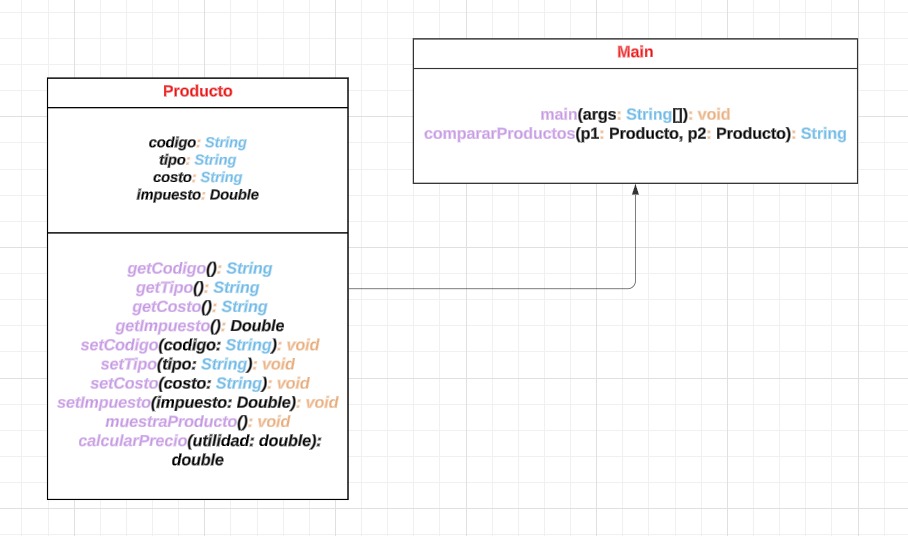 Producto
codigo: String
tipo: String
costo: String
impuesto: Double
getCodigo(): String
getTipo(): String
getCosto(): String
getImpuesto(): Double
setCodigo(codigo: String): void
setTipo(tipo: String): void
setCosto(costo: String): void
setImpuesto(impuesto: Double): void
muestraProducto(): void
calcularPrecio(utilidad: double):
double
Main
main(args: String[]): void
compararProductos(p1: Producto, p2: Producto): String